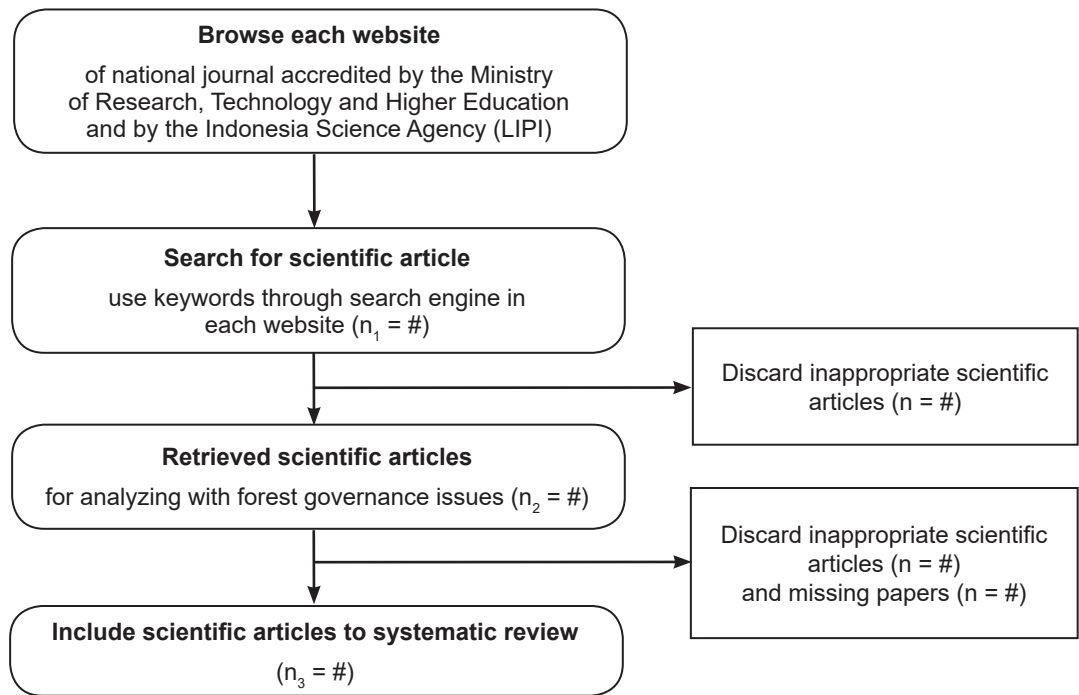 Browse each website
of national journal accredited by the Ministry
of Research, Technology and Higher Education
and by the Indonesia Science Agency (LIPI)
Search for scientific article
use keywords through search engine in
each website (n₁ = #)
Discard inappropriate scientific
articles (n = #)
Retrieved scientific articles
for analyzing with forest governance issues (n₂ = #)
Discard inappropriate scientific
articles (n = #)
and missing papers (n = #)
Include scientific articles to systematic review
(n₃ = #)